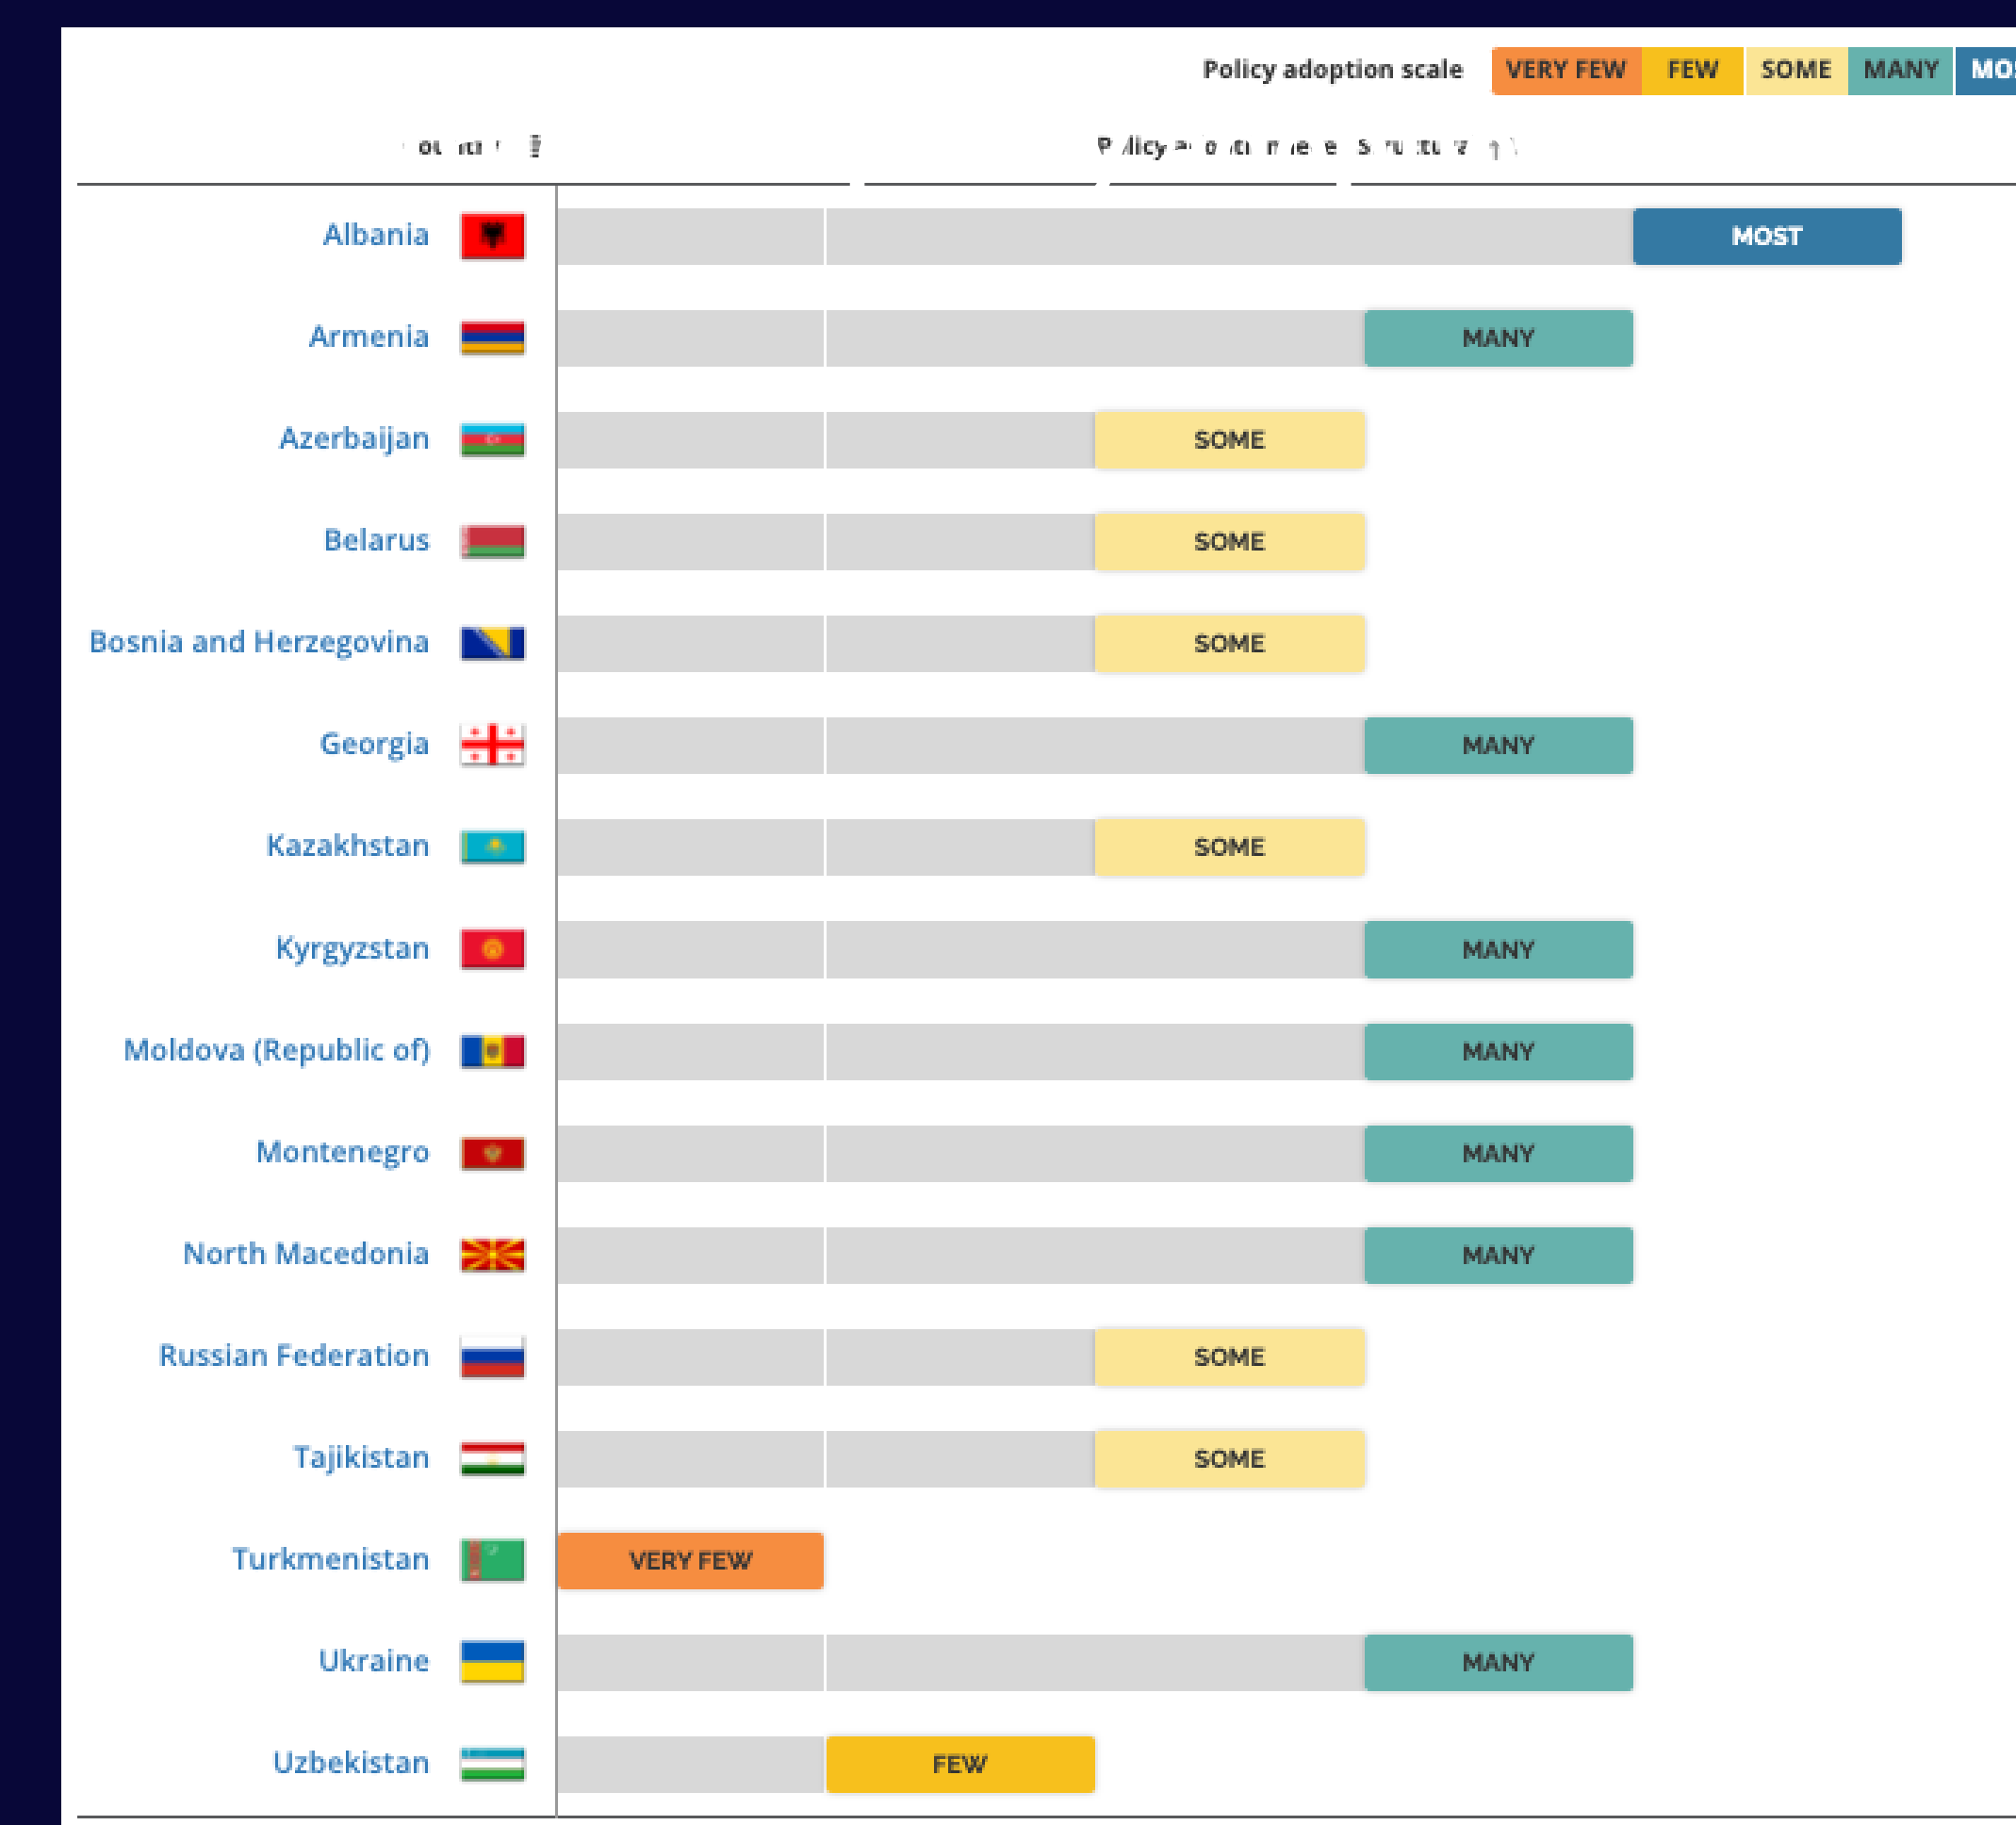 Policy adoption scale VERY FEW FEW SOME MANY
Albania MOST
Armenia MANY
Azerbaijan SOME
Belarus SOME
Bosnia and Herzegovina SOME
Georgia MANY
Kazakhstan SOME
Kyrgyzstan MANY
Moldova (Republic of) MANY
Montenegro MANY
North Macedonia MANY
Russian Federation SOME
Tajikistan SOME
Turkmenistan VERY FEW
Ukraine MANY
Uzbekistan FEW